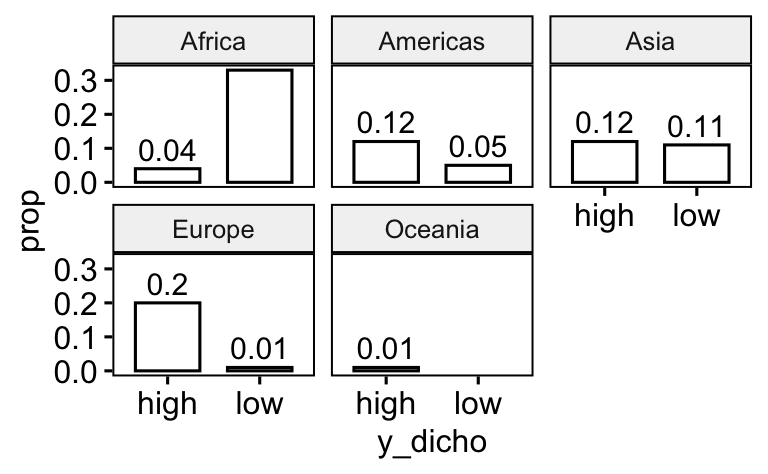 Africa Americas Asia
0.3
0.2
0.1
0.0
0.04
0.12 0.05
0.12 0.11
high low
prop
Europe Oceania
0.3
0.2
0.1
0.0
0.2 0.01
0.01
high low high low
y_dicho